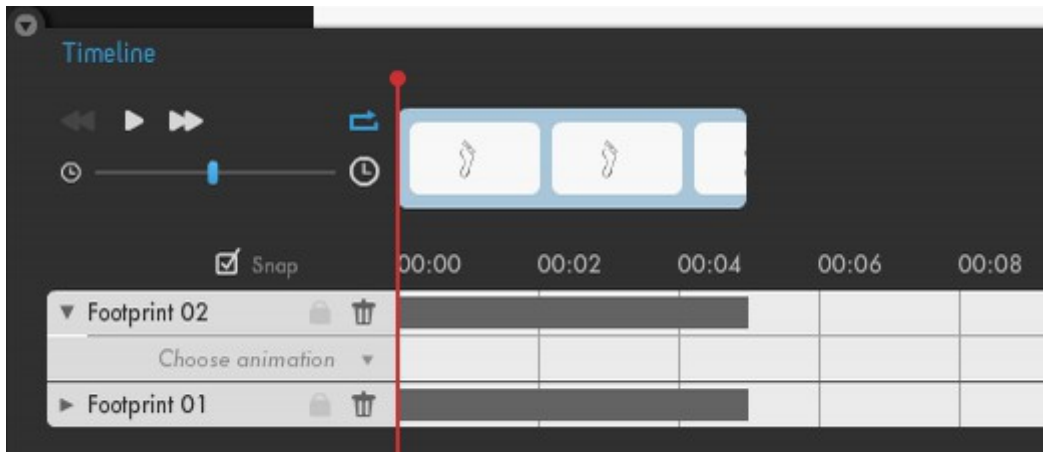 Timeline
Snap 00:00 00:02 00:04 00:06 00:08
Footprint 02
Choose animation
Footprint 01